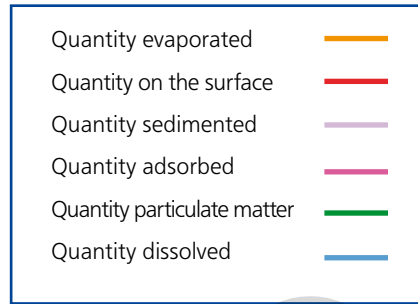 Quantity evaporated
Quantity on the surface
Quantity sedimented
Quantity adsorbed
Quantity particulate matter
Quantity dissolved